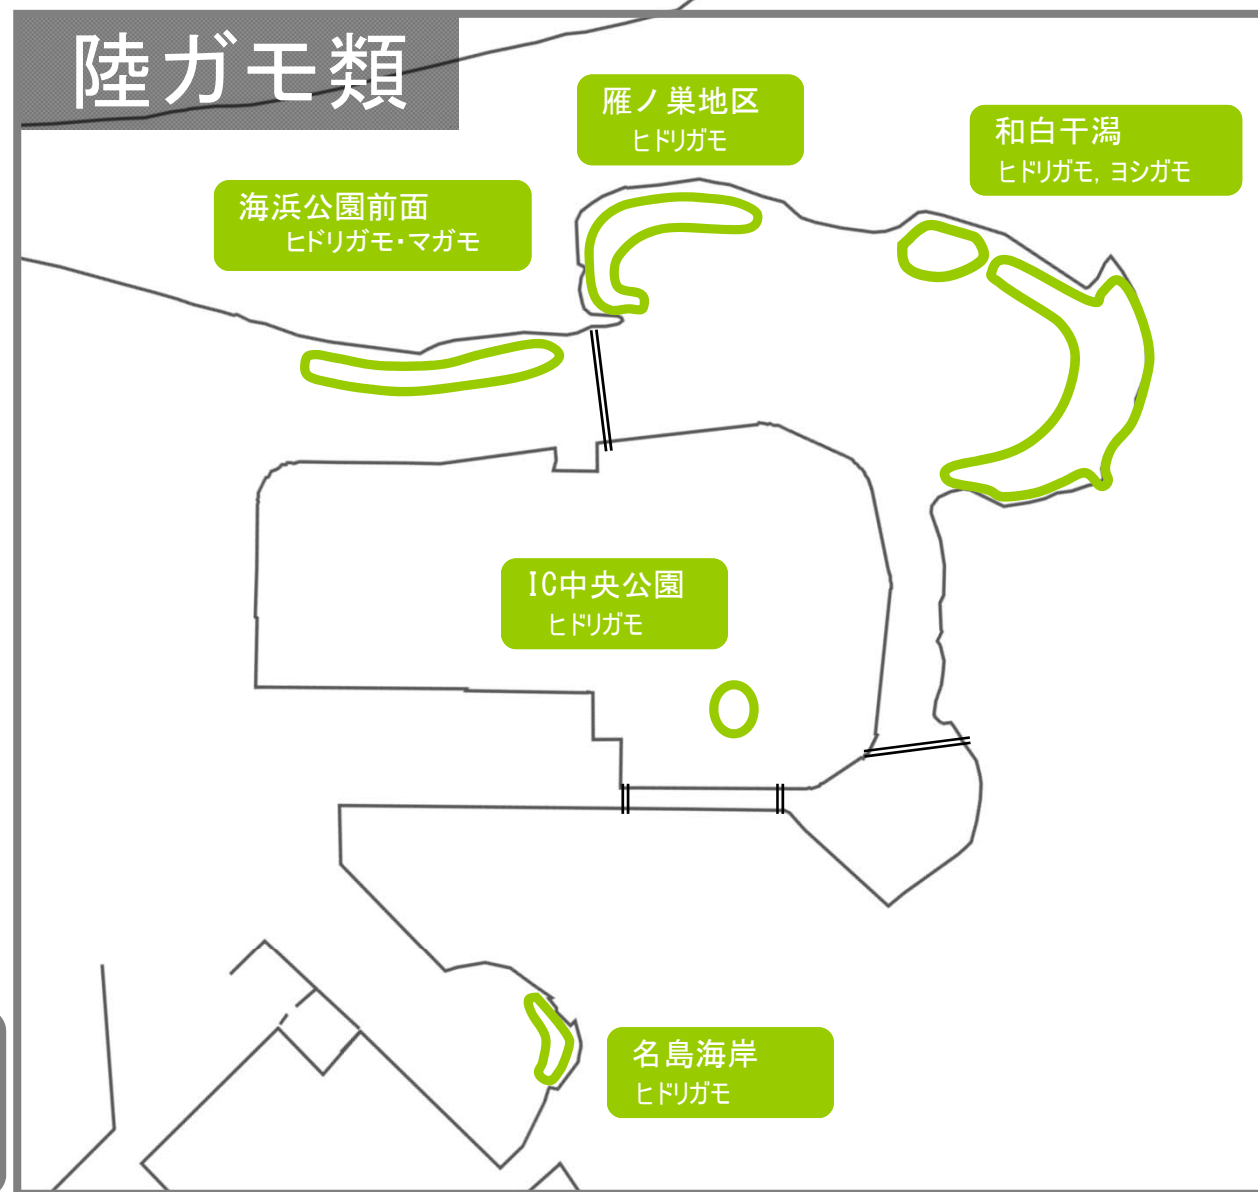 陸ガモ類
雁ノ巣地区
ヒドリガモ
和白干潟
ヒドリガモ, ヨシガモ
海浜公園前面
ヒドリガモ・マガモ
IC中央公園
ヒドリガモ
名島海岸
ヒドリガモ